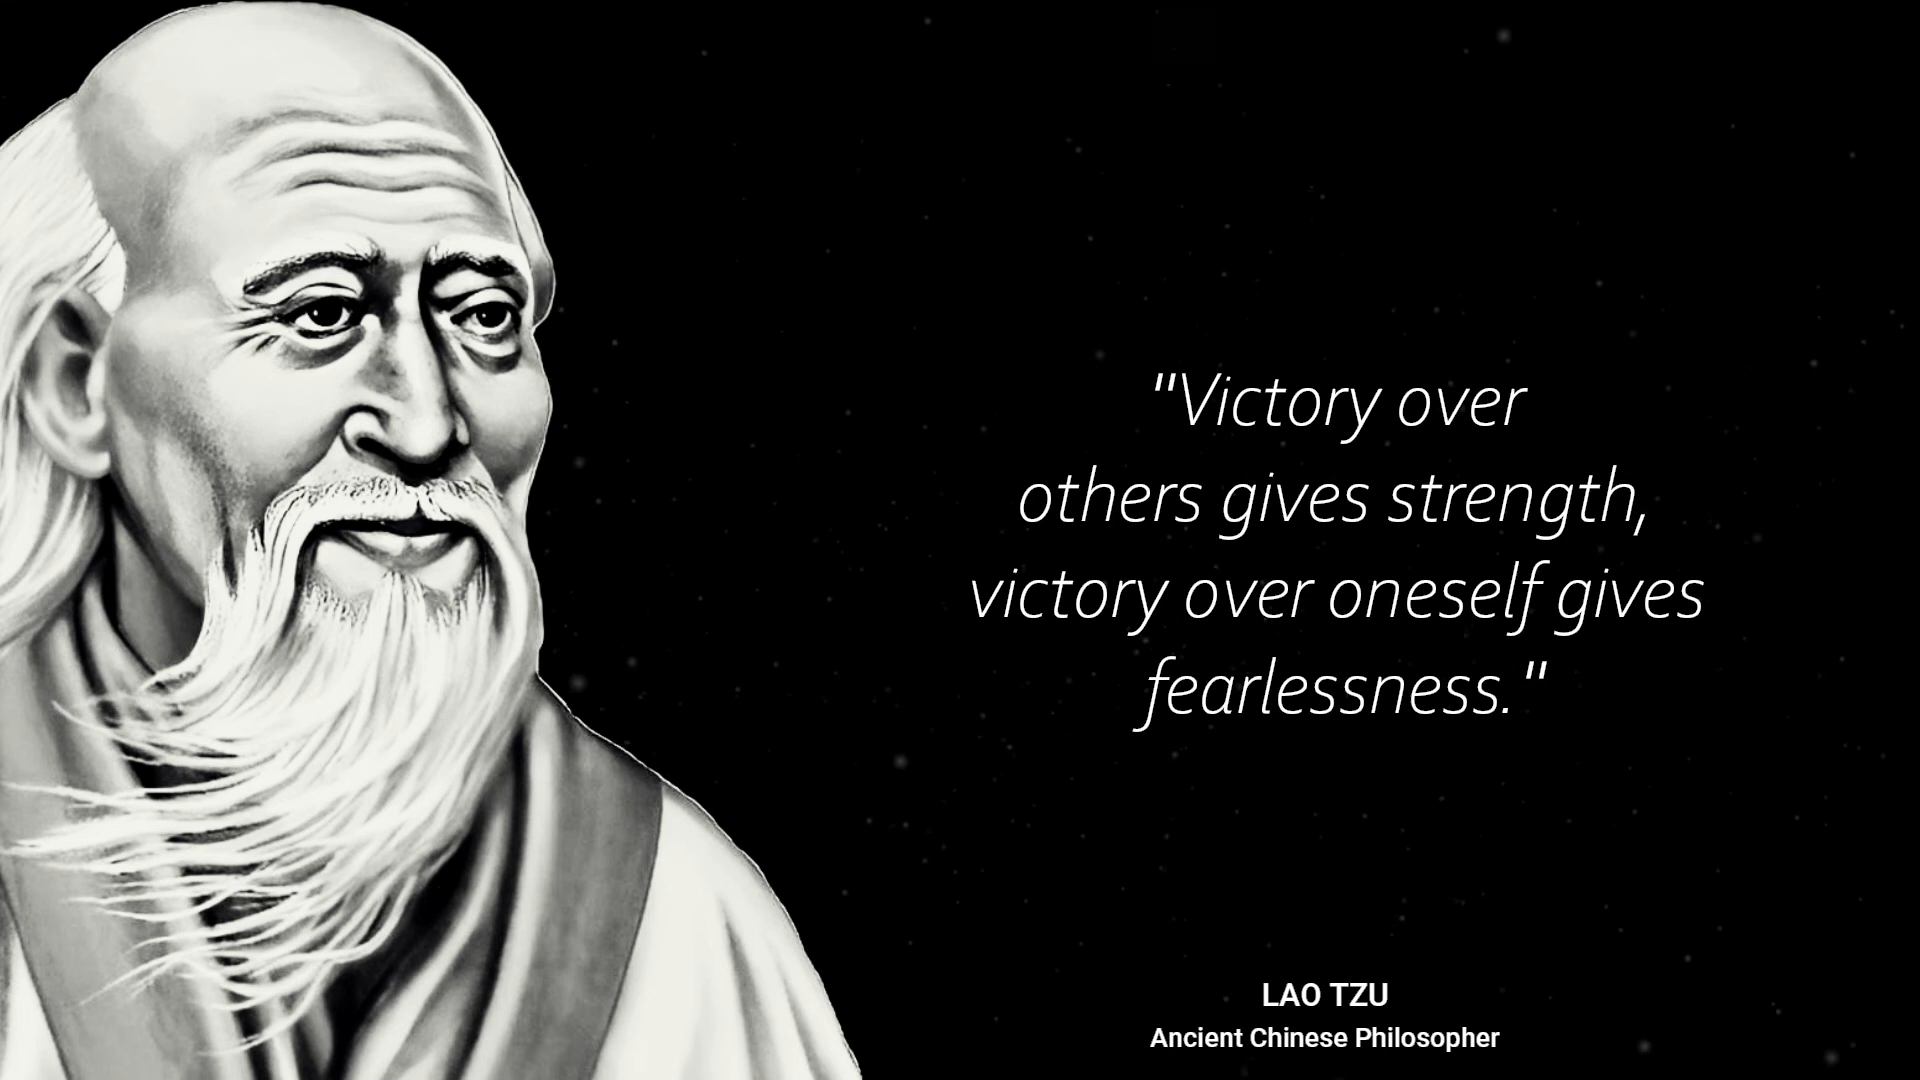 "Victory over
others gives strength,
victory over oneself gives
fearlessness."
LAO TZU
Ancient Chinese Philosopher